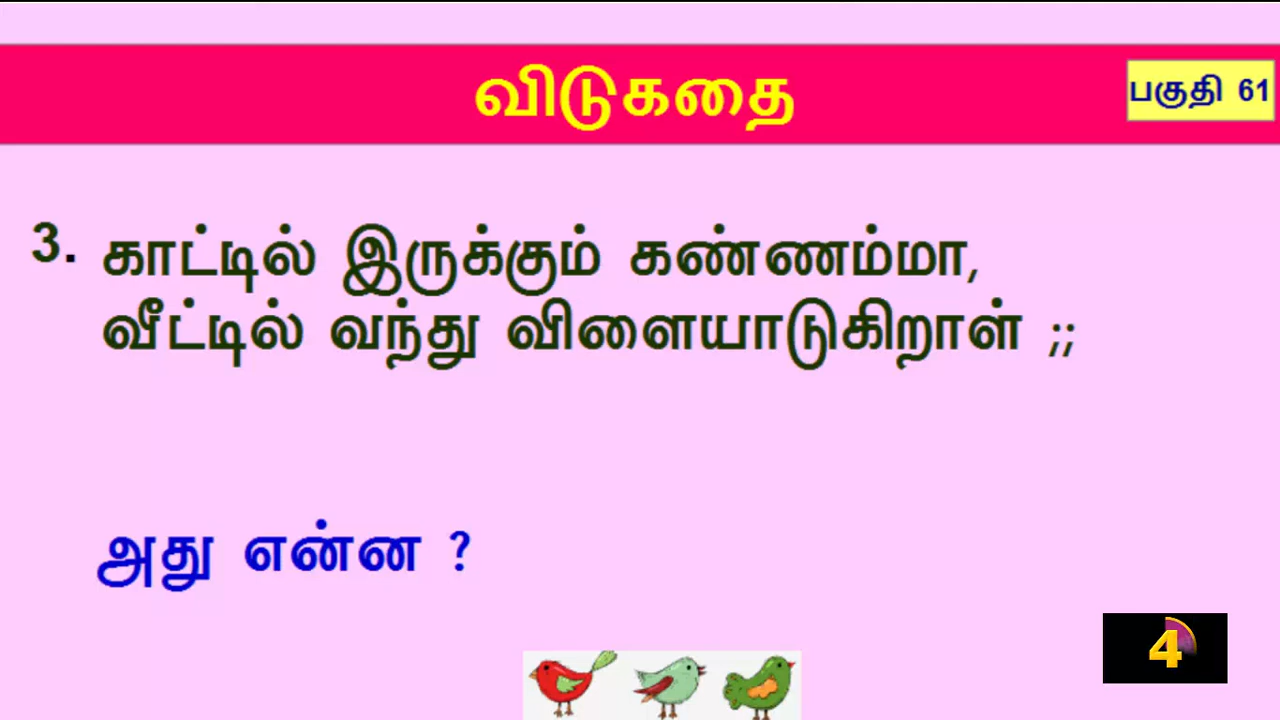 விடுகதை
பகுதி 61
3. காட்டில் இருக்கும் கண்ணம்மா,
வீட்டில் வந்து விளையாடுகிறாள் ;;
அது என்ன ?
4